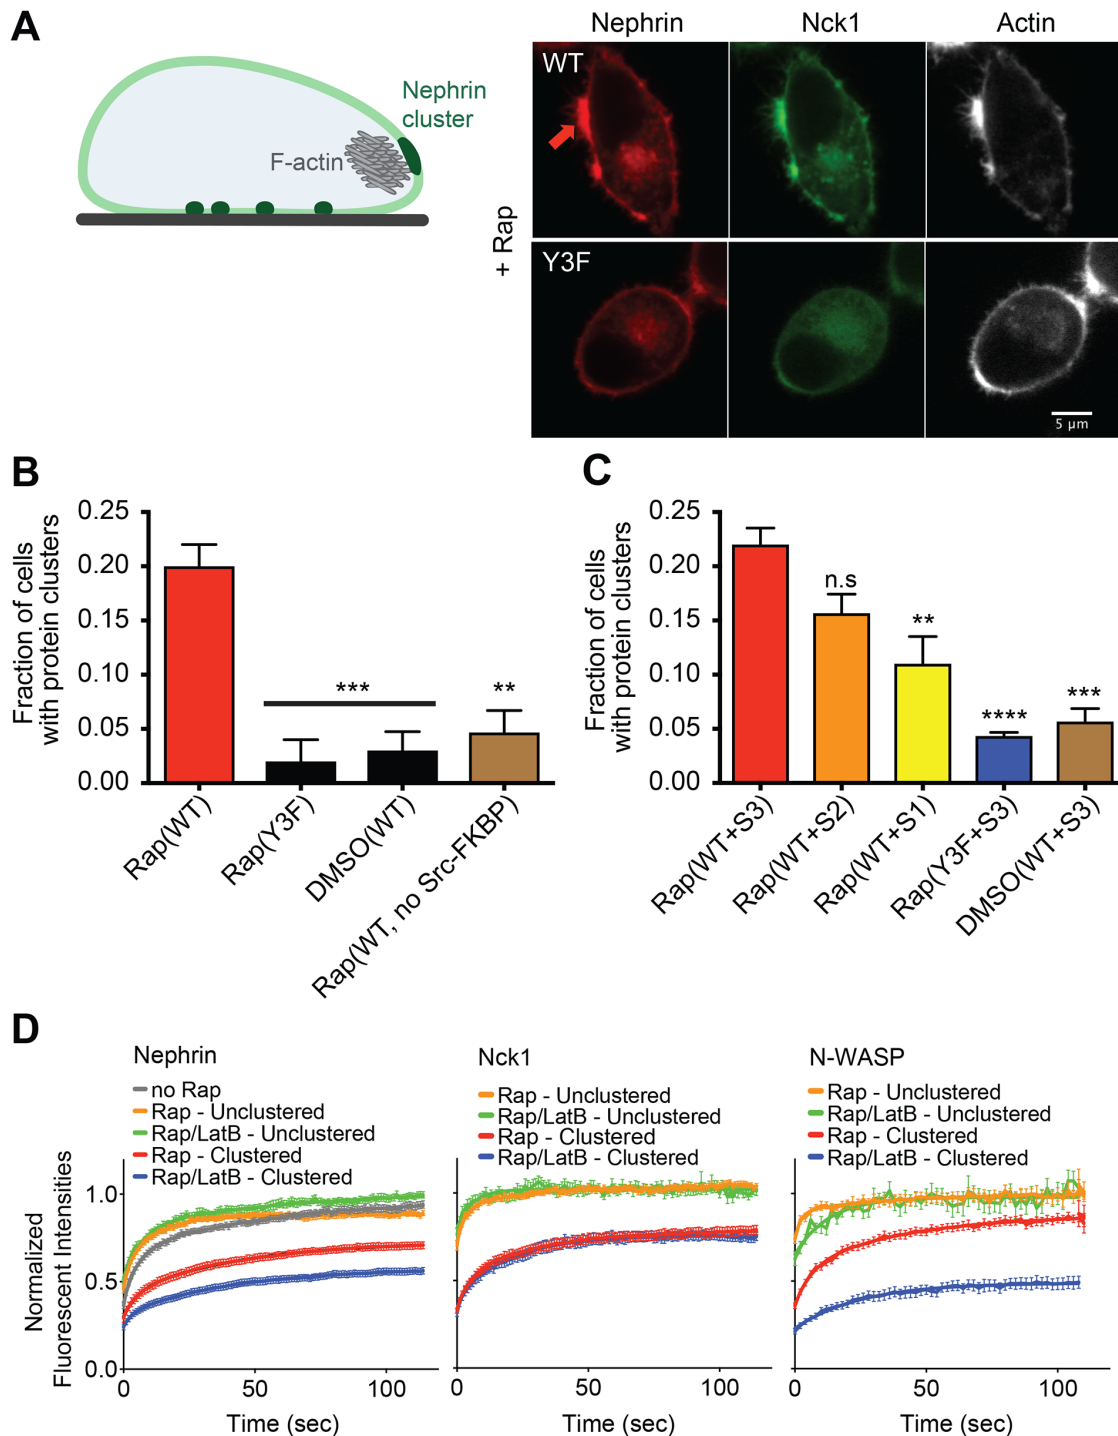 A
Nephrin
cluster
F-actin
Nephrin
Nck1
Actin
+ Rap
WT
Y3F
5 µm
B
Fraction of cells
with protein clusters
0.25
0.20
0.15
0.10
0.05
0.00
***
**
Rap(WT)
Rap(Y3F)
DMSO(WT)
Rap(WT, no Src-FKBP)
C
Fraction of cells
with protein clusters
0.25
0.20
0.15
0.10
0.05
0.00
n.s
**
****
***
Rap(WT+S3)
Rap(WT+S2)
Rap(WT+S1)
Rap(Y3F+S3)
DMSO(WT+S3)
D
Nephrin
no Rap
Rap - Unclustered
Rap/LatB - Unclustered
Rap - Clustered
Rap/LatB - Clustered
Normalized
Fluorescent Intensities
1.0
0.5
0.0
0
50
100
Time (sec)
Nck1
Rap - Unclustered
Rap/LatB - Unclustered
Rap - Clustered
Rap/LatB - Clustered
0
50
100
Time (sec)
N-WASP
Rap - Unclustered
Rap/LatB - Unclustered
Rap - Clustered
Rap/LatB - Clustered
0
50
100
Time (sec)